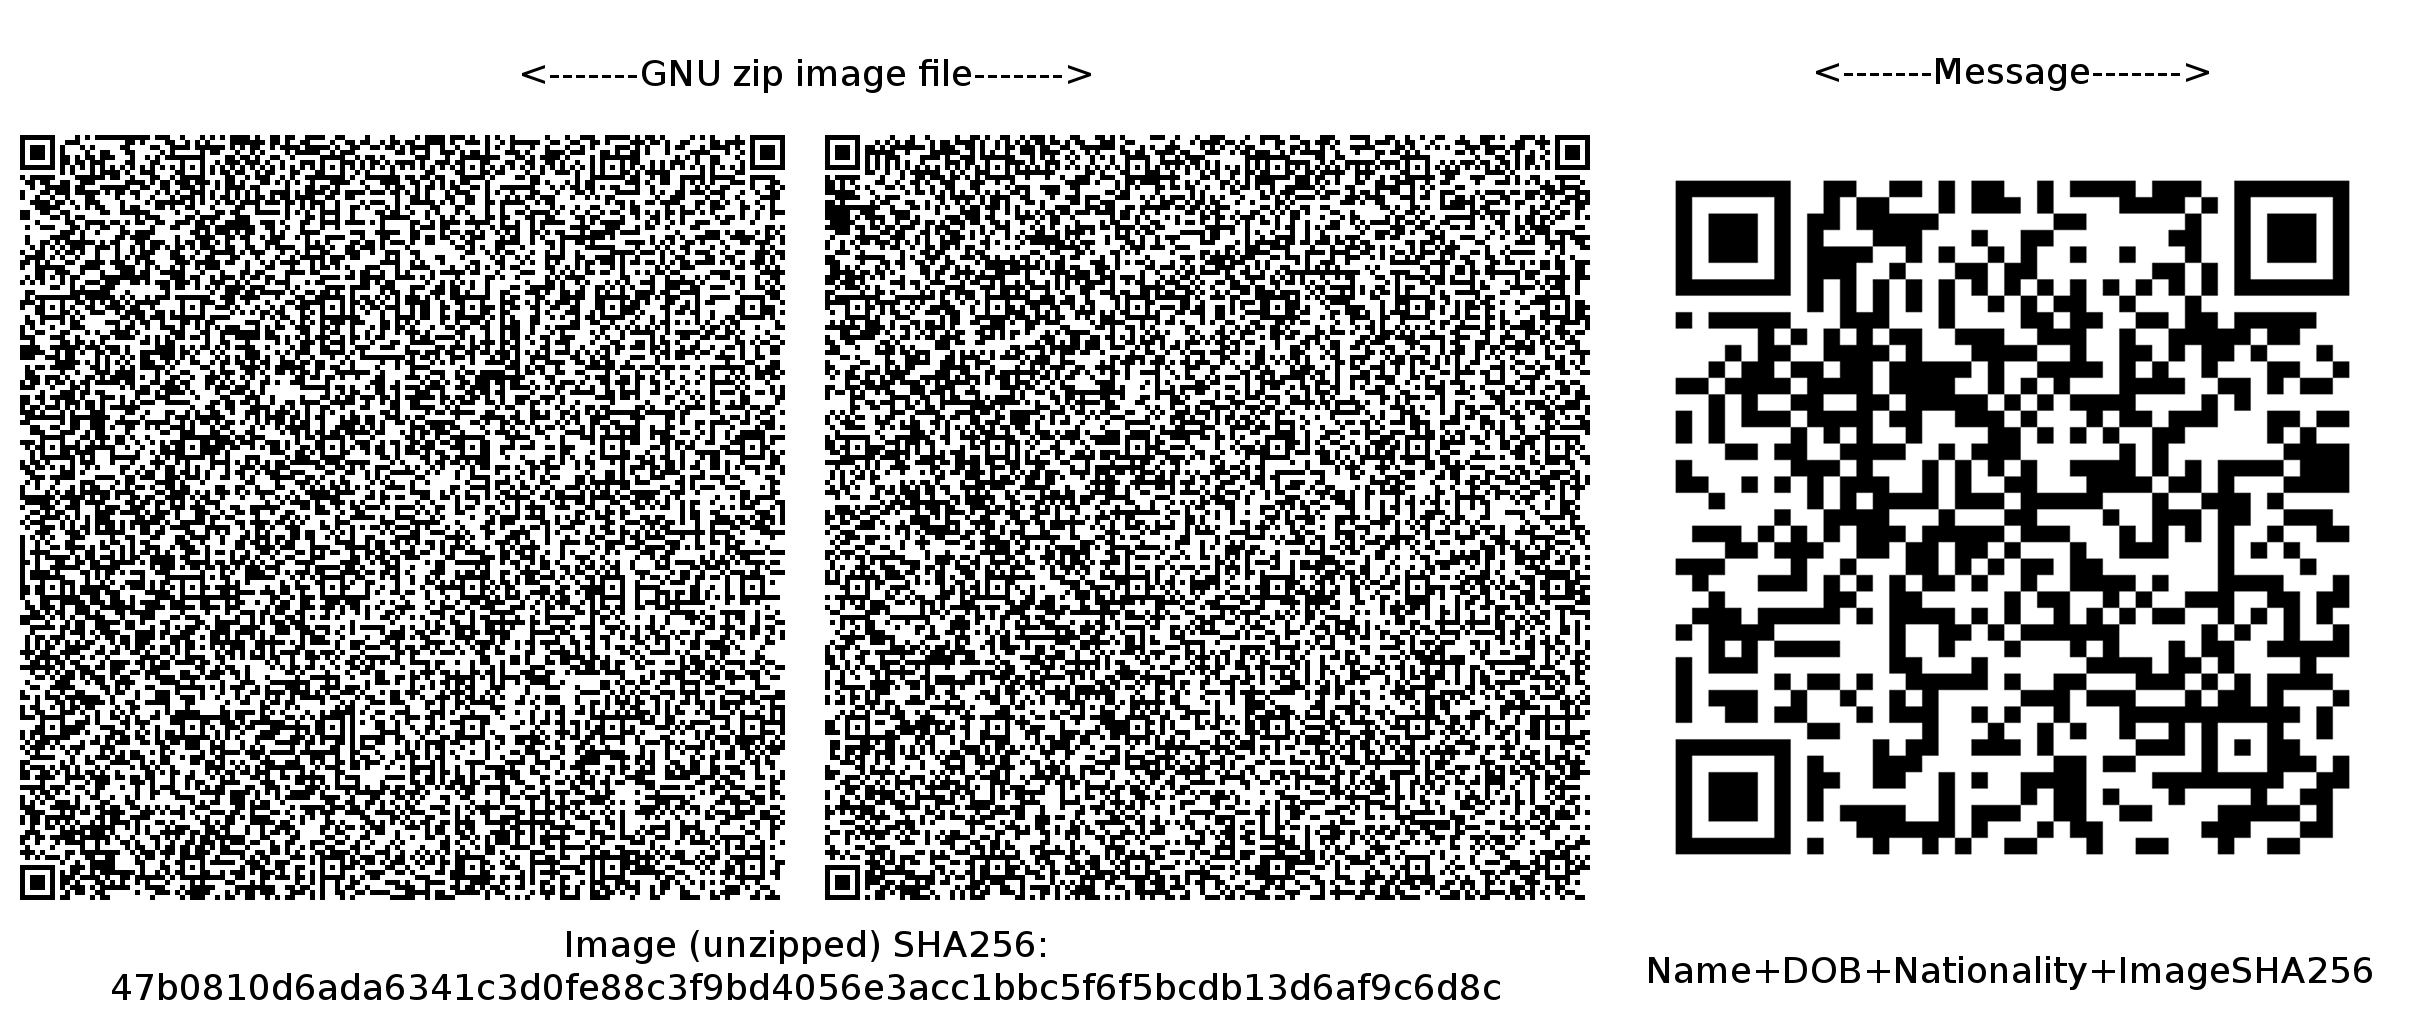 <-------GNU zip image file------->
<-------Message------->
Image (unzipped) SHA256:
47b0810d6ada6341c3d0fe88c3f9bd4056e3acc1bbc5f6f5bcdb13d6af9c6d8c
Name+DOB+Nationality+ImageSHA256